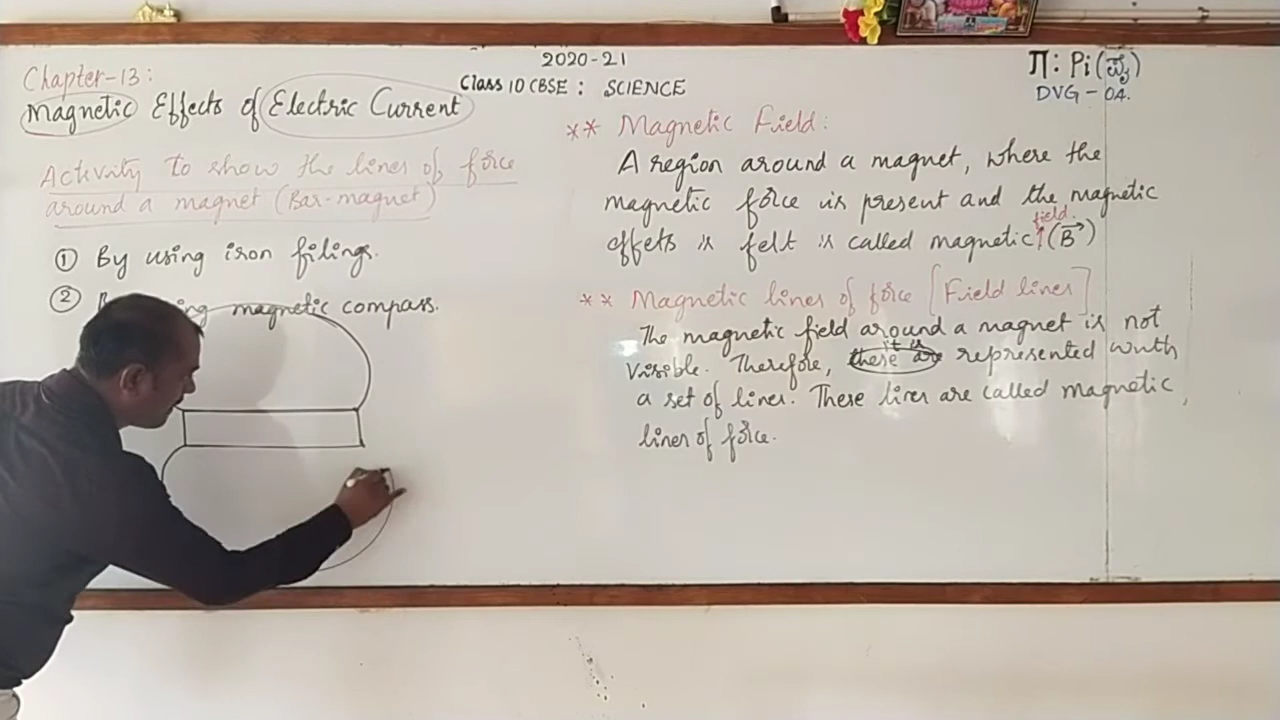 2020-21
Class 10 CBSE : SCIENCE
Π : Pi (ಪೈ)
DVG - 04.
Chapter-13:
Magnetic Effects of Electric Current
Activity to show the lines of force
around a magnet (Bar-magnet)
① By using iron filings.
② magnetic compass.
** Magnetic Field:
A region around a magnet, where the
magnetic force is present and the magnetic
effets is felt is called magnetic field. (B→)
** Magnetic lines of force [Field lines]
The magnetic field around a magnet is not
visible. Therefore, it is these are represented with
a set of lines. These lines are called magnetic
lines of force.